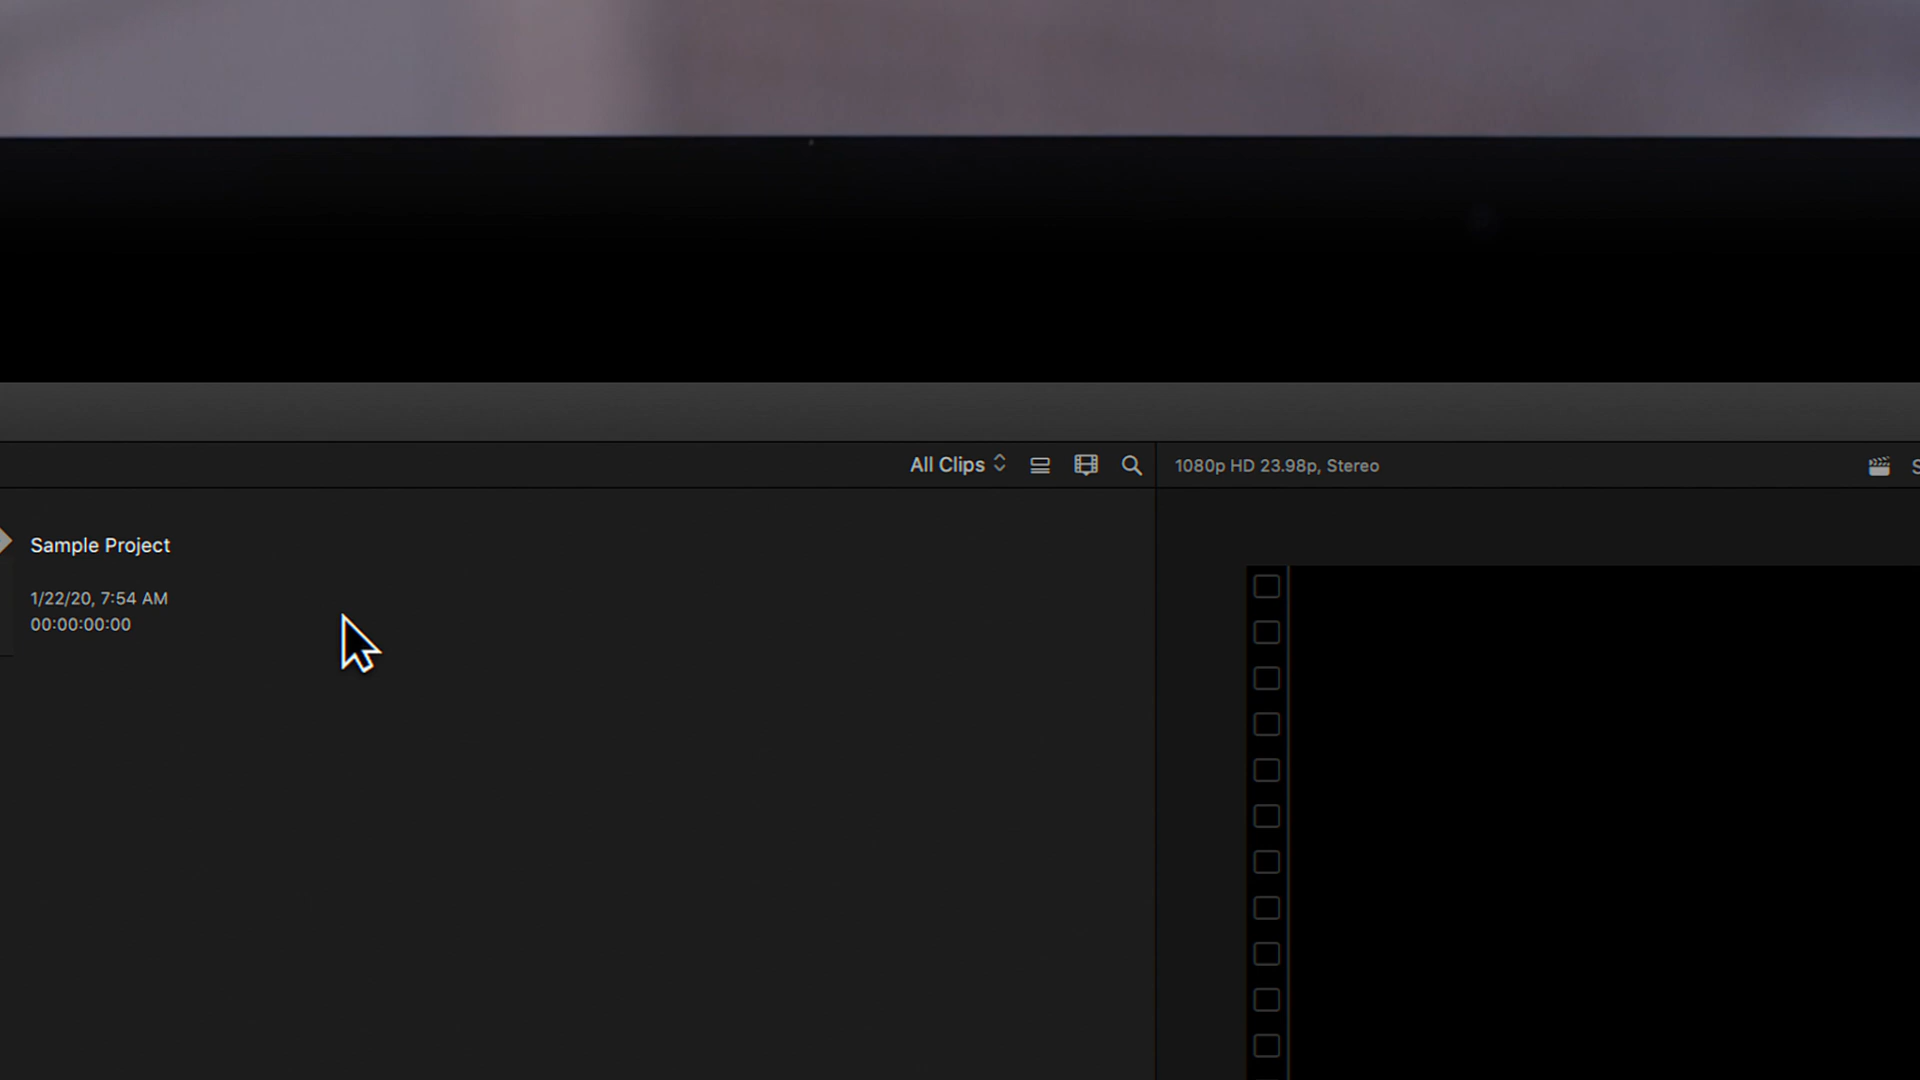 All Clips
1080p HD 23.98p, Stereo
S
Sample Project
1/22/20, 7:54 AM
00:00:00:00